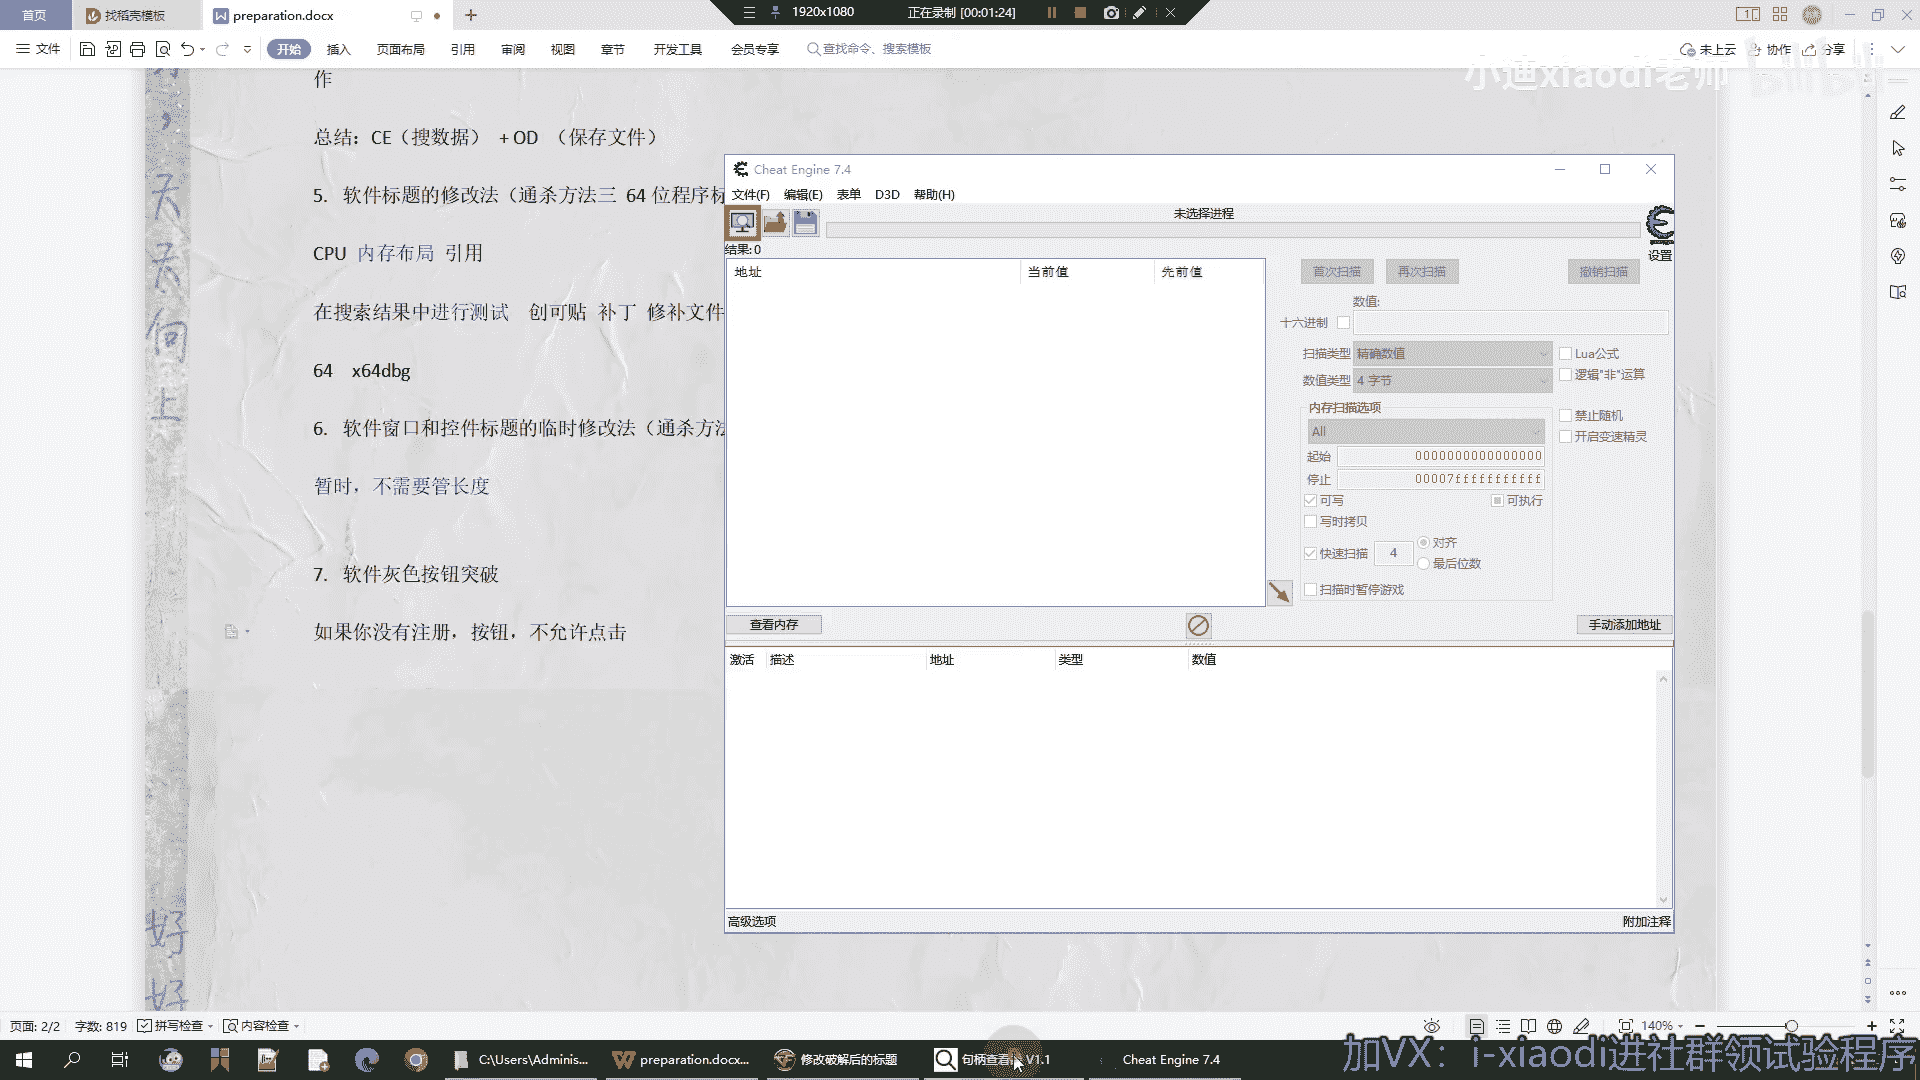 首页
找稻壳模板
preparation.docx
1920x1080
正在录制 [00:01:24]
文件
开始
插入
页面布局
引用
审阅
视图
章节
开发工具
会员专享
查找命令、搜索模板
未上云
协作
分享
小迪xiaodi老师
bilibili
作
总结：CE（搜数据） + OD （保存文件）
5. 软件标题的修改法（通杀方法三 64 位程序标
CPU 内存布局 引用
在搜索结果中进行测试 创可贴 补丁 修补文件
64 x64dbg
6. 软件窗口和控件标题的临时修改法（通杀方法
暂时，不需要管长度
7. 软件灰色按钮突破
如果你没有注册，按钮，不允许点击
天
天
向
上
好
好
Cheat Engine 7.4
文件(F) 编辑(E) 表单 D3D 帮助(H)
未选择进程
设置
结果: 0
地址 当前值 先前值
首次扫描 再次扫描 撤销扫描
数值:
十六进制
扫描类型 精确数值
Lua公式
数值类型 4 字节
逻辑"非"运算
内存扫描选项
All
禁止随机
开启变速精灵
起始 0000000000000000
停止 00007fffffffffff
可写 可执行
写时拷贝
快速扫描 4 对齐
最后位数
扫描时暂停游戏
查看内存
手动添加地址
激活 描述 地址 类型 数值
高级选项
附加注释
页面: 2/2 字数: 819 拼写检查 内容检查
140%
C:\Users\Adminis...
preparation.docx...
修改破解后的标题
V1.1
Cheat Engine 7.4
加VX：i-xiaodi进社群领试验程序